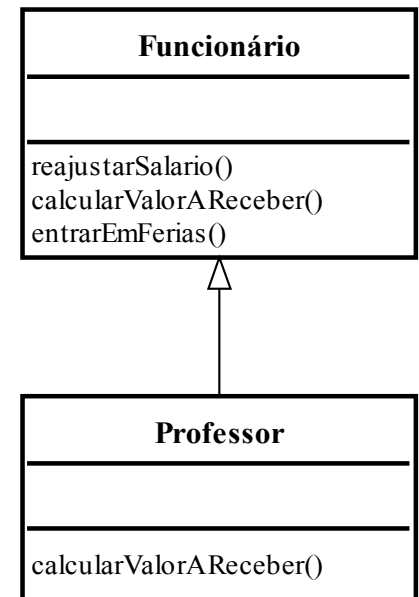 Funcionário
reajustarSalario()
calcularValorAReceber()
entrarEmFerias()
Professor
calcularValorAReceber()